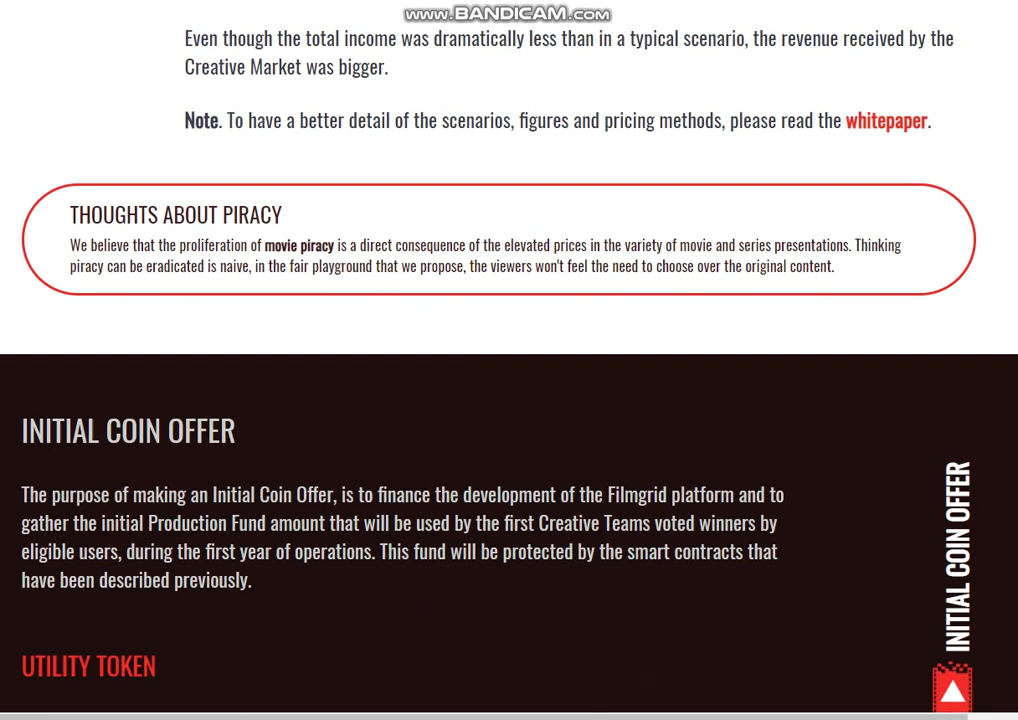 www.BANDICAM.com
Even though the total income was dramatically less than in a typical scenario, the revenue received by the
Creative Market was bigger.
Note. To have a better detail of the scenarios, figures and pricing methods, please read the whitepaper.
THOUGHTS ABOUT PIRACY
We believe that the proliferation of movie piracy is a direct consequence of the elevated prices in the variety of movie and series presentations. Thinking
piracy can be eradicated is naive, in the fair playground that we propose, the viewers won't feel the need to choose over the original content.
INITIAL COIN OFFER
The purpose of making an Initial Coin Offer, is to finance the development of the Filmgrid platform and to
gather the initial Production Fund amount that will be used by the first Creative Teams voted winners by
eligible users, during the first year of operations. This fund will be protected by the smart contracts that
have been described previously.
UTILITY TOKEN
INITIAL COIN OFFER